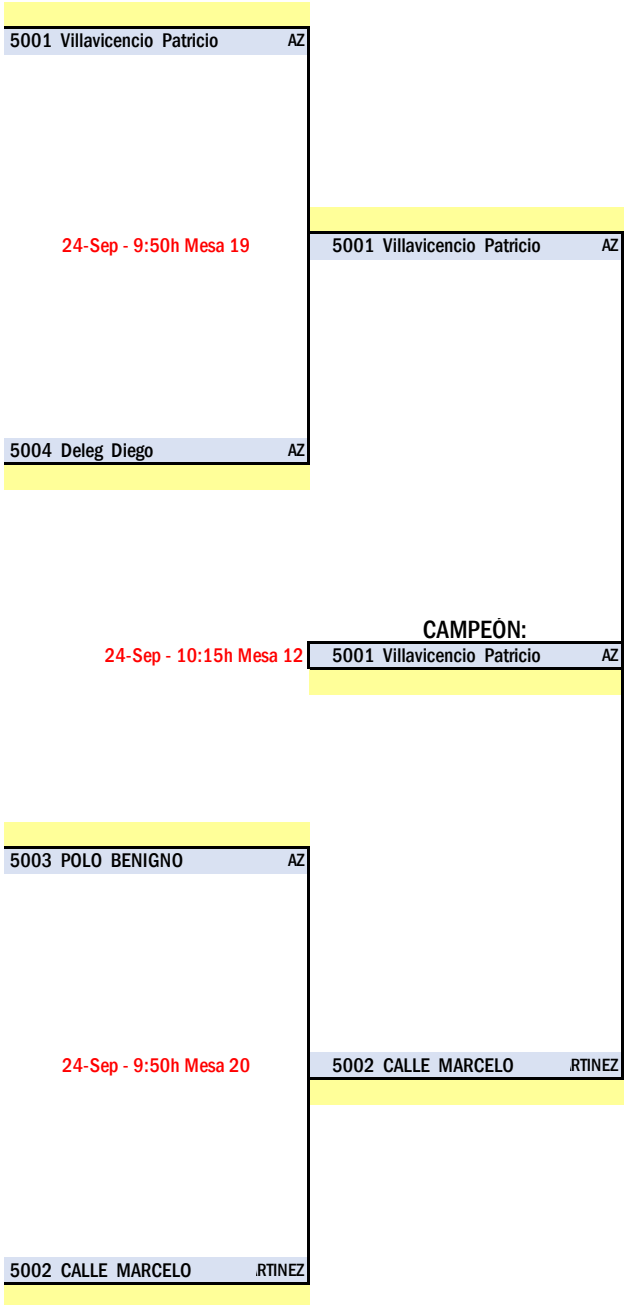 5001 Villavicencio Patricio AZ
24-Sep - 9:50h Mesa 19
5001 Villavicencio Patricio AZ
5004 Deleg Diego AZ
CAMPEÓN:
24-Sep - 10:15h Mesa 12
5001 Villavicencio Patricio AZ
5003 POLO BENIGNO AZ
24-Sep - 9:50h Mesa 20
5002 CALLE MARCELO RTINEZ
5002 CALLE MARCELO RTINEZ